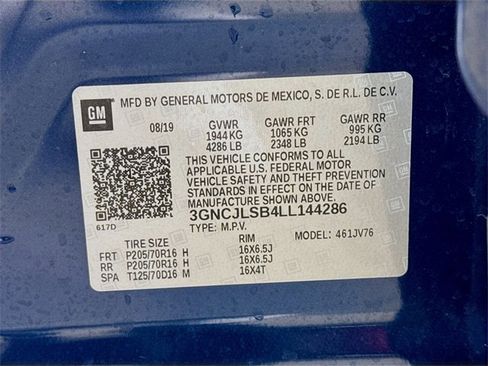 GM
MFD BY GENERAL MOTORS DE MEXICO, S. DE R.L. DE C.V.
08/19 GVWR GAWR FRT GAWR RR
1944 KG 1065 KG 995 KG
4286 LB 2348 LB 2194 LB
THIS VEHICLE CONFORMS TO ALL
APPLICABLE U.S. FEDERAL MOTOR
VEHICLE SAFETY, BUMPER, AND THEFT
PREVENTION STANDARDS IN EFFECT ON
THE DATE OF MANUFACTURE SHOWN ABOVE.
3GNCJLSB4LL144286
617D TYPE: M.P.V. MODEL: 461JV76
TIRE SIZE SPEED RTG RIM
FRT P205/70R16 H 16X6.5J
RR P205/70R16 H 16X6.5J
SPA T125/70D16 M 16X4T